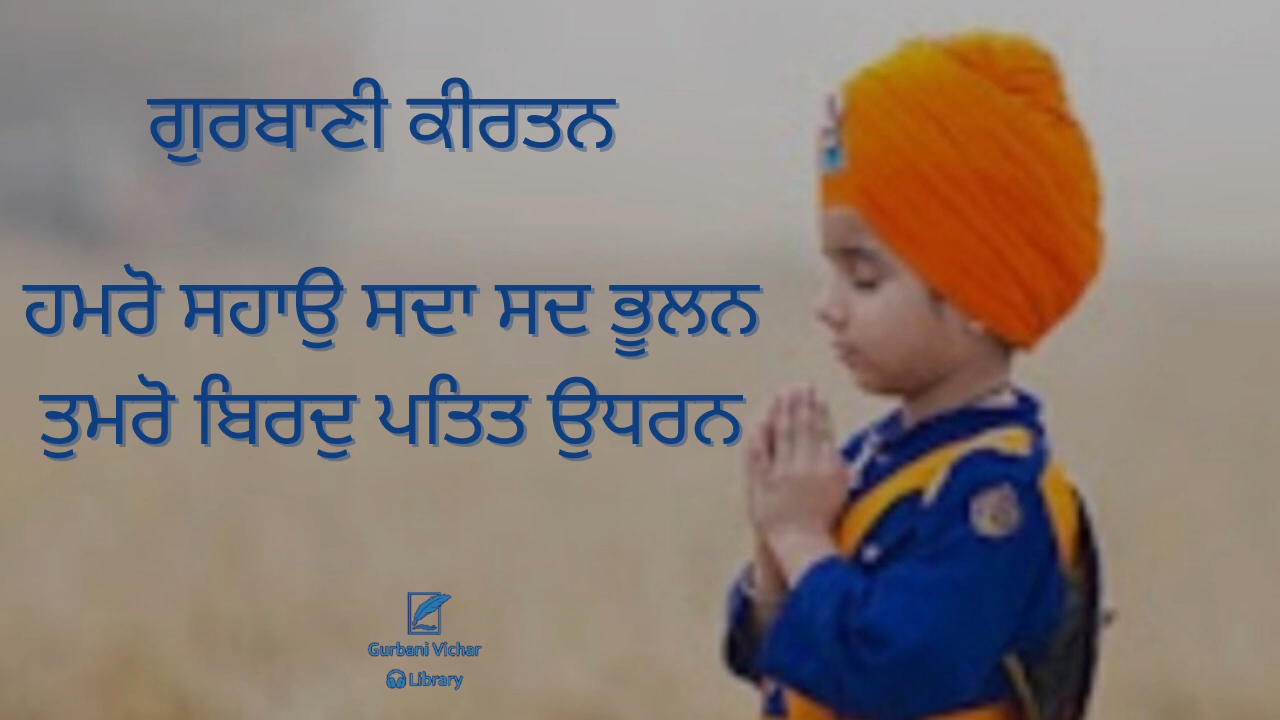 ਗੁਰਬਾਣੀ ਕੀਰਤਨ
ਹਮਰੋ ਸਹਾਉ ਸਦਾ ਸਦ ਭੂਲਨ
ਤੁਮਰੋ ਬਿਰਦੁ ਪਤਿਤ ਉਧਰਨ
Gurbani Vichar
Library